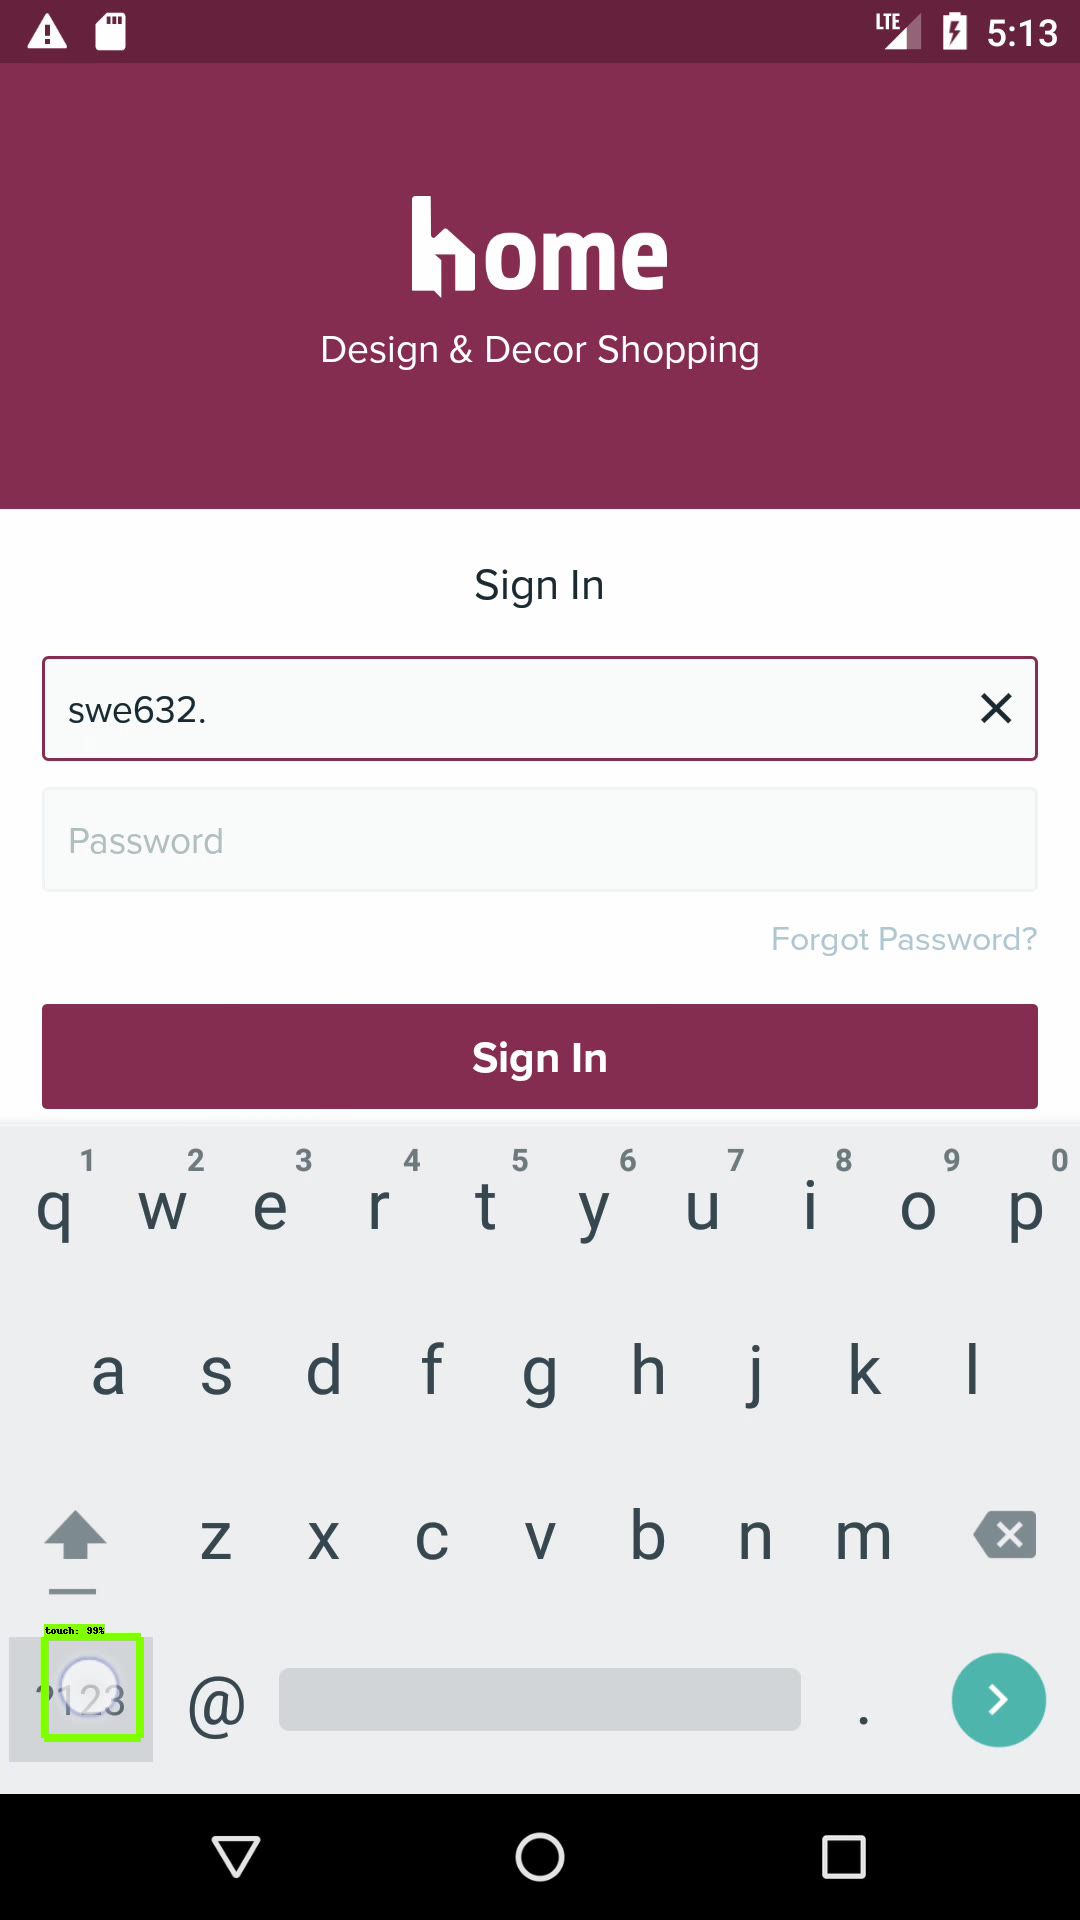 LTE 5:13
home
Design & Decor Shopping
Sign In
swe632.
Password
Forgot Password?
Sign In
1 2 3 4 5 6 7 8 9 0
q w e r t y u i o p
a s d f g h j k l
z x c v b n m
touch: 99%
?123 @ .